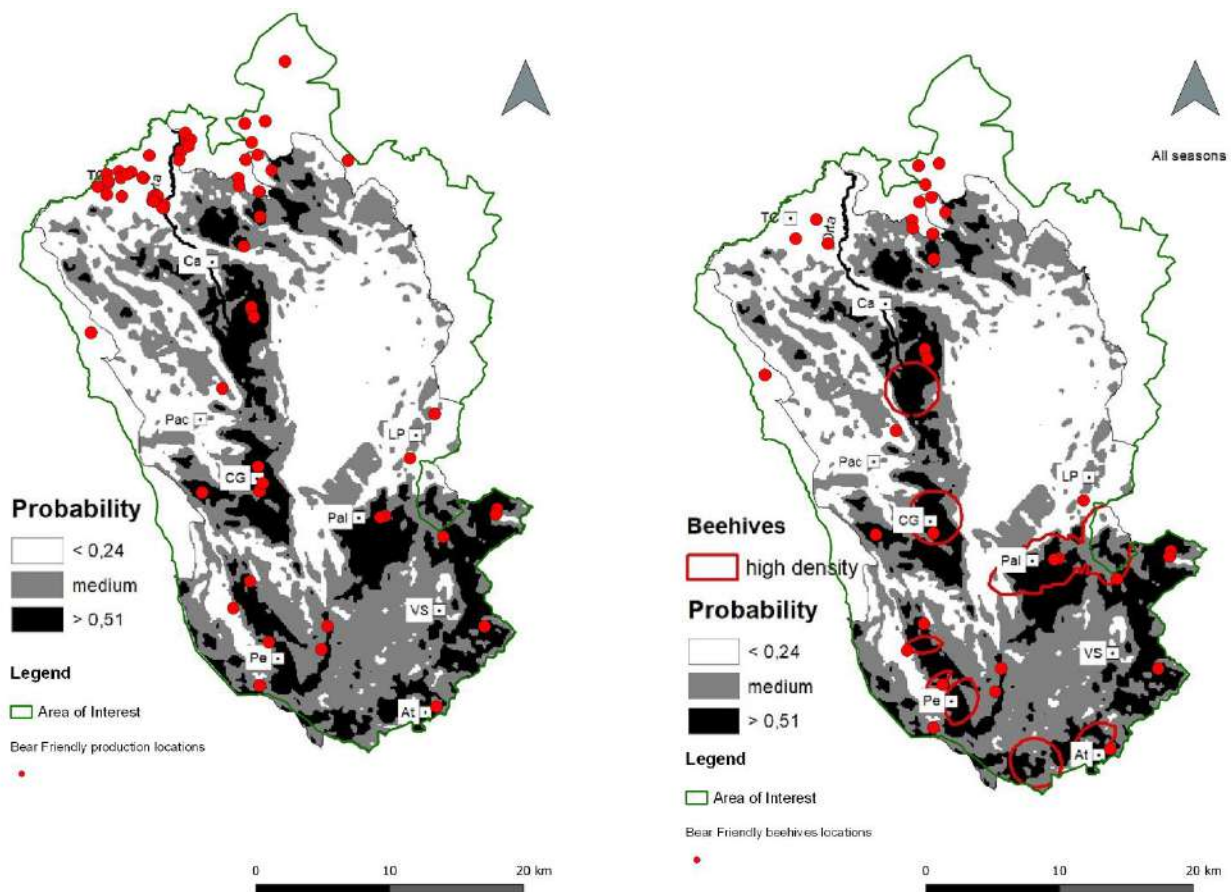 Ca
Pac
LP
CG
Pal
VS
Pe
At
Probability
< 0,24
medium
> 0,51
Legend
Area of Interest
Bear Friendly production locations
0 10 20 km
All seasons
TC
Orta
Ca
Pac
LP
CG
Pal
VS
Pe
At
Beehives
high density
Probability
< 0,24
medium
> 0,51
Legend
Area of Interest
Bear Friendly beehives locations
0 10 20 km